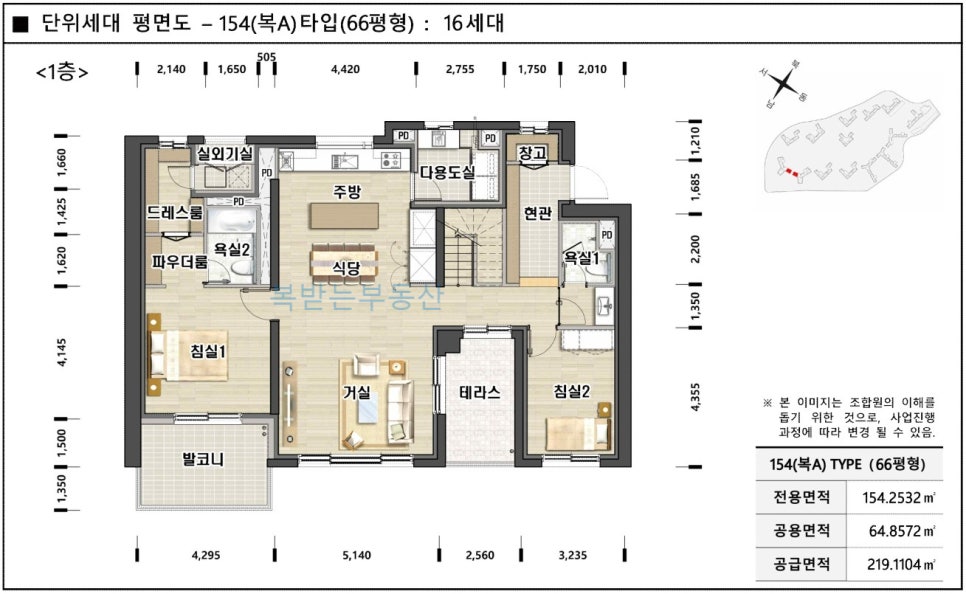 ■ 단위세대 평면도 – 154(복A)타입(66평형) : 16세대
<1층>
2,140 1,650 505 4,420 2,755 1,750 2,010
북
서 동
남
1,660
1,425
1,620
4,145
1,500
1,350
1,210
1,685
2,200
1,350
4,355
실외기실 PD PD PD 창고
주방 다용도실
드레스룸 PD 현관 PD
파우더룸 욕실2 식당 욕실1
복받는부동산
침실1 거실 테라스 침실2
발코니
4,295 5,140 2,560 3,235
※ 본 이미지는 조합원의 이해를
돕기 위한 것으로, 사업진행
과정에 따라 변경 될 수 있음.
154(복A) TYPE (66평형)
전용면적 154.2532㎡
공용면적 64.8572㎡
공급면적 219.1104㎡